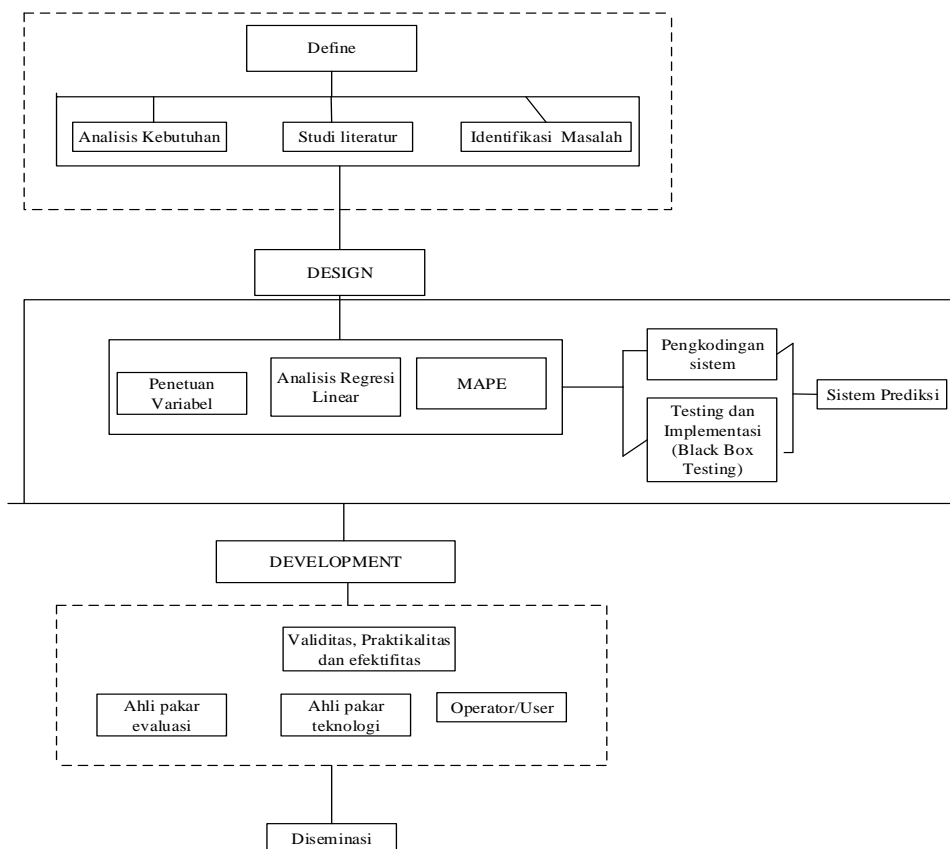 Define
Analisis Kebutuhan
Studi literatur
Identifikasi Masalah
DESIGN
Penetuan
Variabel
Analisis Regresi
Linear
MAPE
Pengkodingan
sistem
Testing dan
Implementasi
(Black Box
Testing)
Sistem Prediksi
DEVELOPMENT
Validitas, Praktikalitas
dan efektifitas
Ahli pakar
evaluasi
Ahli pakar
teknologi
Operator/User
Diseminasi